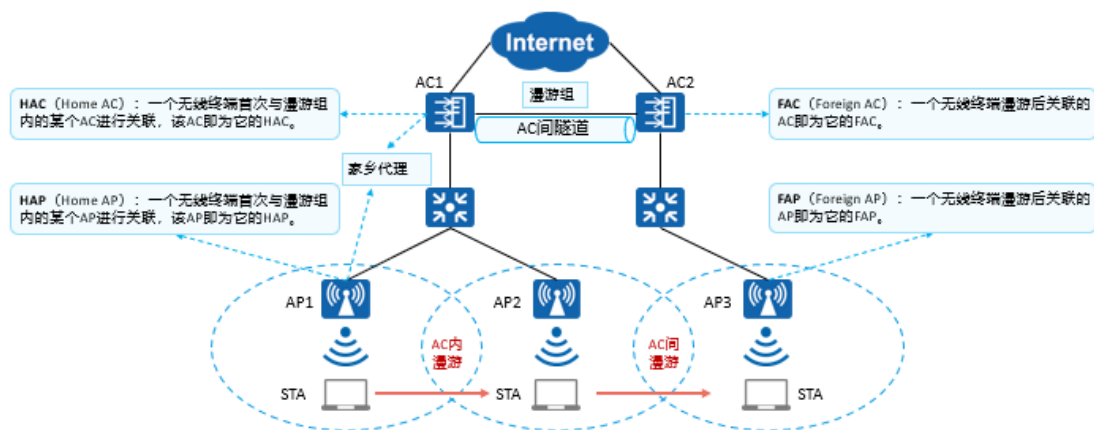 Internet
AC1
漫游组
AC2
HAC（Home AC）：一个无线终端首次与漫游组
内的某个AC进行关联，该AC即为它的HAC。
AC间隧道
FAC（Foreign AC）：一个无线终端漫游后关联的
AC即为它的FAC。
家乡代理
HAP（Home AP）：一个无线终端首次与漫游组
内的某个AP进行关联，该AP即为它的HAP。
FAP（Foreign AP）：一个无线终端漫游后关联的
AP即为它的FAP。
AP1
AP2
AP3
AC内
漫游
AC间
漫游
STA
STA
STA